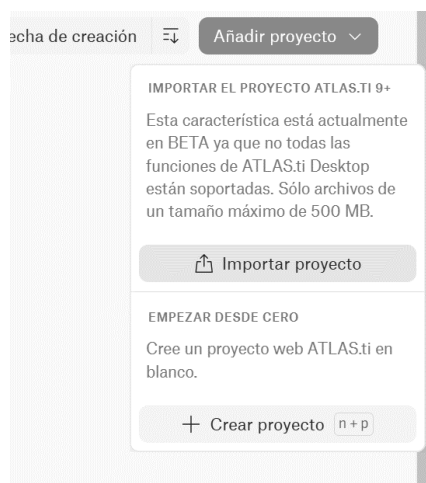 echa de creación
Añadir proyecto
IMPORTAR EL PROYECTO ATLAS.TI 9+
Esta característica está actualmente
en BETA ya que no todas las
funciones de ATLAS.ti Desktop
están soportadas. Sólo archivos de
un tamaño máximo de 500 MB.
Importar proyecto
EMPEZAR DESDE CERO
Cree un proyecto web ATLAS.ti en
blanco.
Crear proyecto n + p